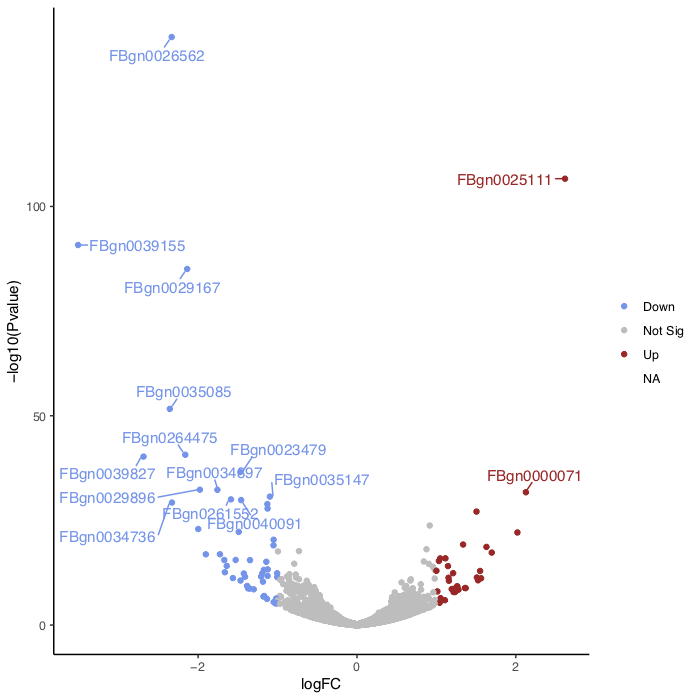 FBgn0026562
FBgn0025111
100
FBgn0039155
FBgn0029167
−log10(Pvalue)
Down
Not Sig
Up
NA
FBgn0035085
50
FBgn0264475
FBgn0023479
FBgn0039827
FBgn0034697
FBgn0035147
FBgn0000071
FBgn0029896
FBgn0261552
FBgn0040091
FBgn0034736
0
−2
0
2
logFC